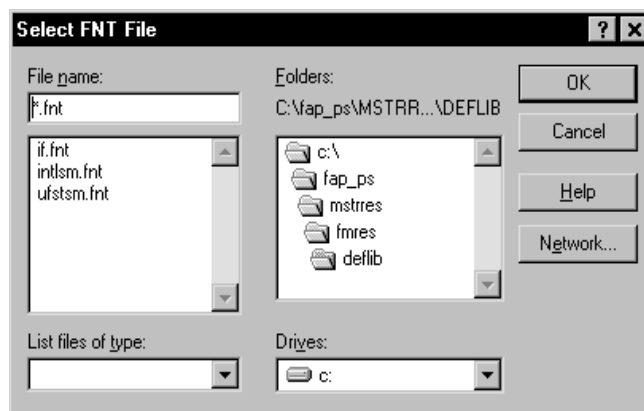 Select FNT File
File name:
*.fnt
if.fnt
intlsm.fnt
ufstsm.fnt
List files of type:
Folders:
C:\fap_ps\MSTRR...\DEFLIB
c:\
fap_ps
mstrres
fmres
deflib
Drives:
c:
OK
Cancel
Help
Network...